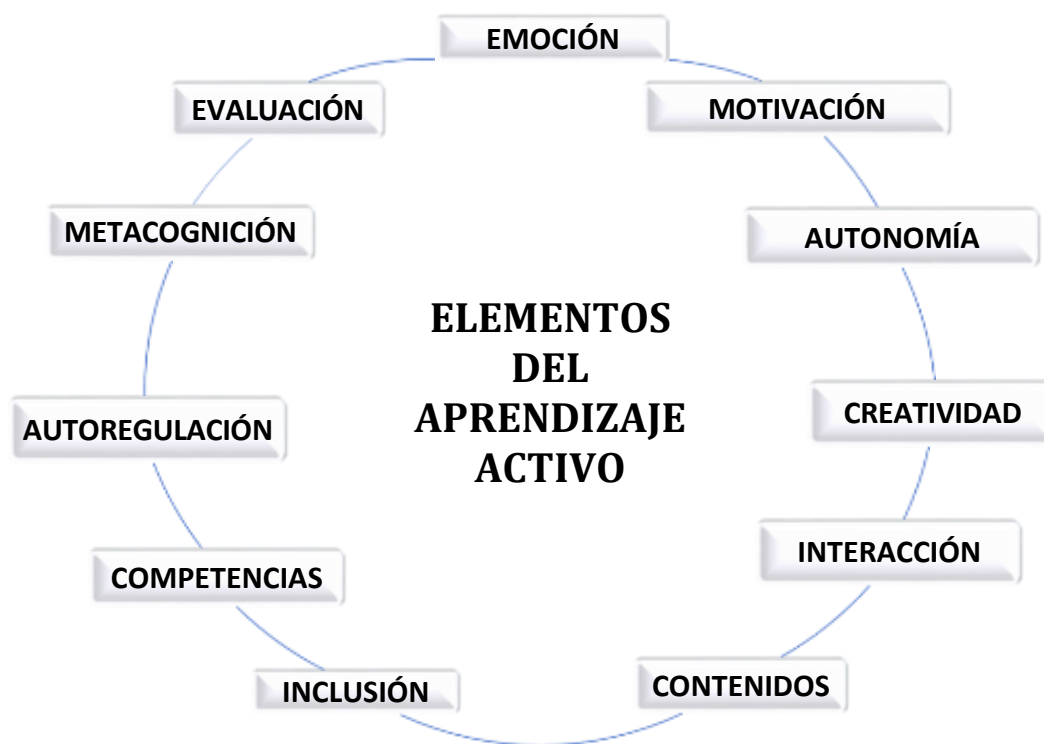 EMOCIÓN
MOTIVACIÓN
AUTONOMÍA
CREATIVIDAD
INTERACCIÓN
CONTENIDOS
INCLUSIÓN
COMPETENCIAS
AUTOREGULACIÓN
METACOGNICIÓN
EVALUACIÓN
ELEMENTOS
DEL
APRENDIZAJE
ACTIVO